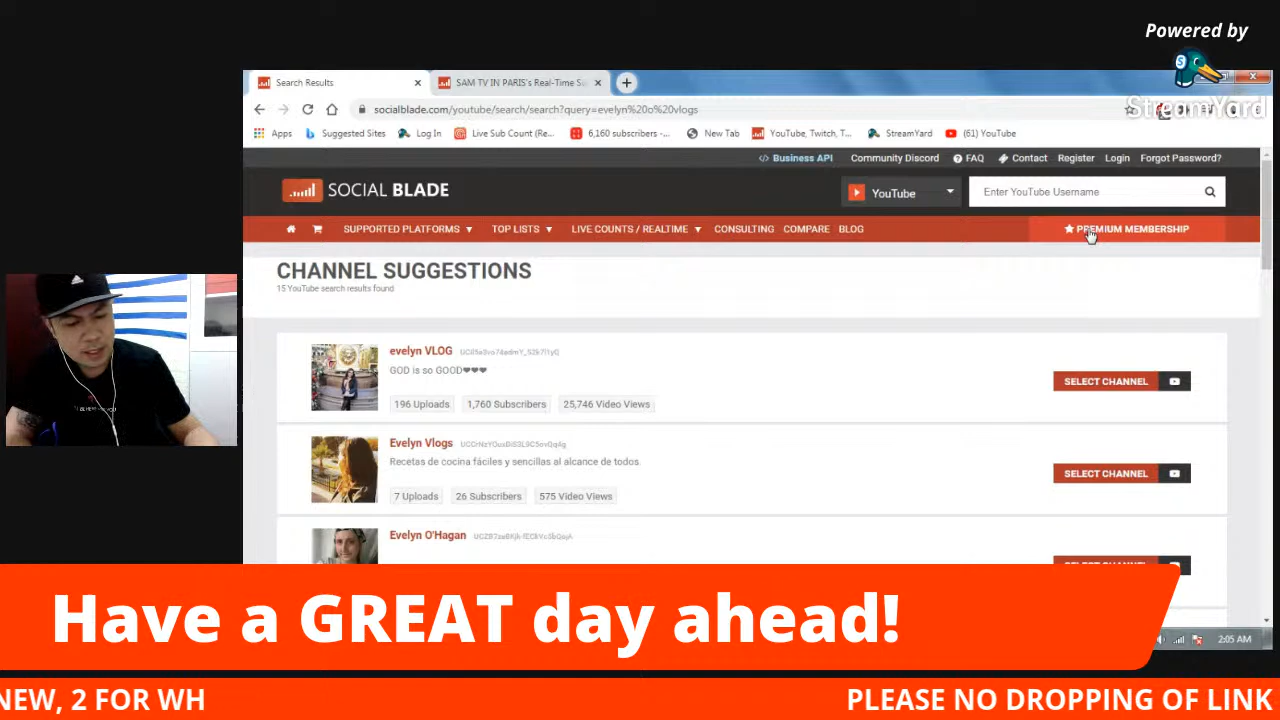 Powered by
StreamYard
Search Results
SAM TV IN PARIS's Real-Time Su
socialblade.com/youtube/search/search?query=evelyn%20o%20vlogs
Apps
Suggested Sites
Log In
Live Sub Count (Re...
6,160 subscribers -...
New Tab
YouTube, Twitch, T...
StreamYard
(61) YouTube
Business API
Community Discord
FAQ
Contact
Register
Login
Forgot Password?
SOCIAL BLADE
YouTube
Enter YouTube Username
SUPPORTED PLATFORMS
TOP LISTS
LIVE COUNTS / REALTIME
CONSULTING
COMPARE
BLOG
PREMIUM MEMBERSHIP
CHANNEL SUGGESTIONS
15 YouTube search results found
evelyn VLOG
GOD is so GOOD❤❤❤
196 Uploads
1,760 Subscribers
25,746 Video Views
SELECT CHANNEL
Evelyn Vlogs
Recetas de cocina fáciles y sencillas al alcance de todos.
7 Uploads
26 Subscribers
575 Video Views
SELECT CHANNEL
Evelyn O'Hagan
Have a GREAT day ahead!
2:05 AM
NEW, 2 FOR WH
PLEASE NO DROPPING OF LINK